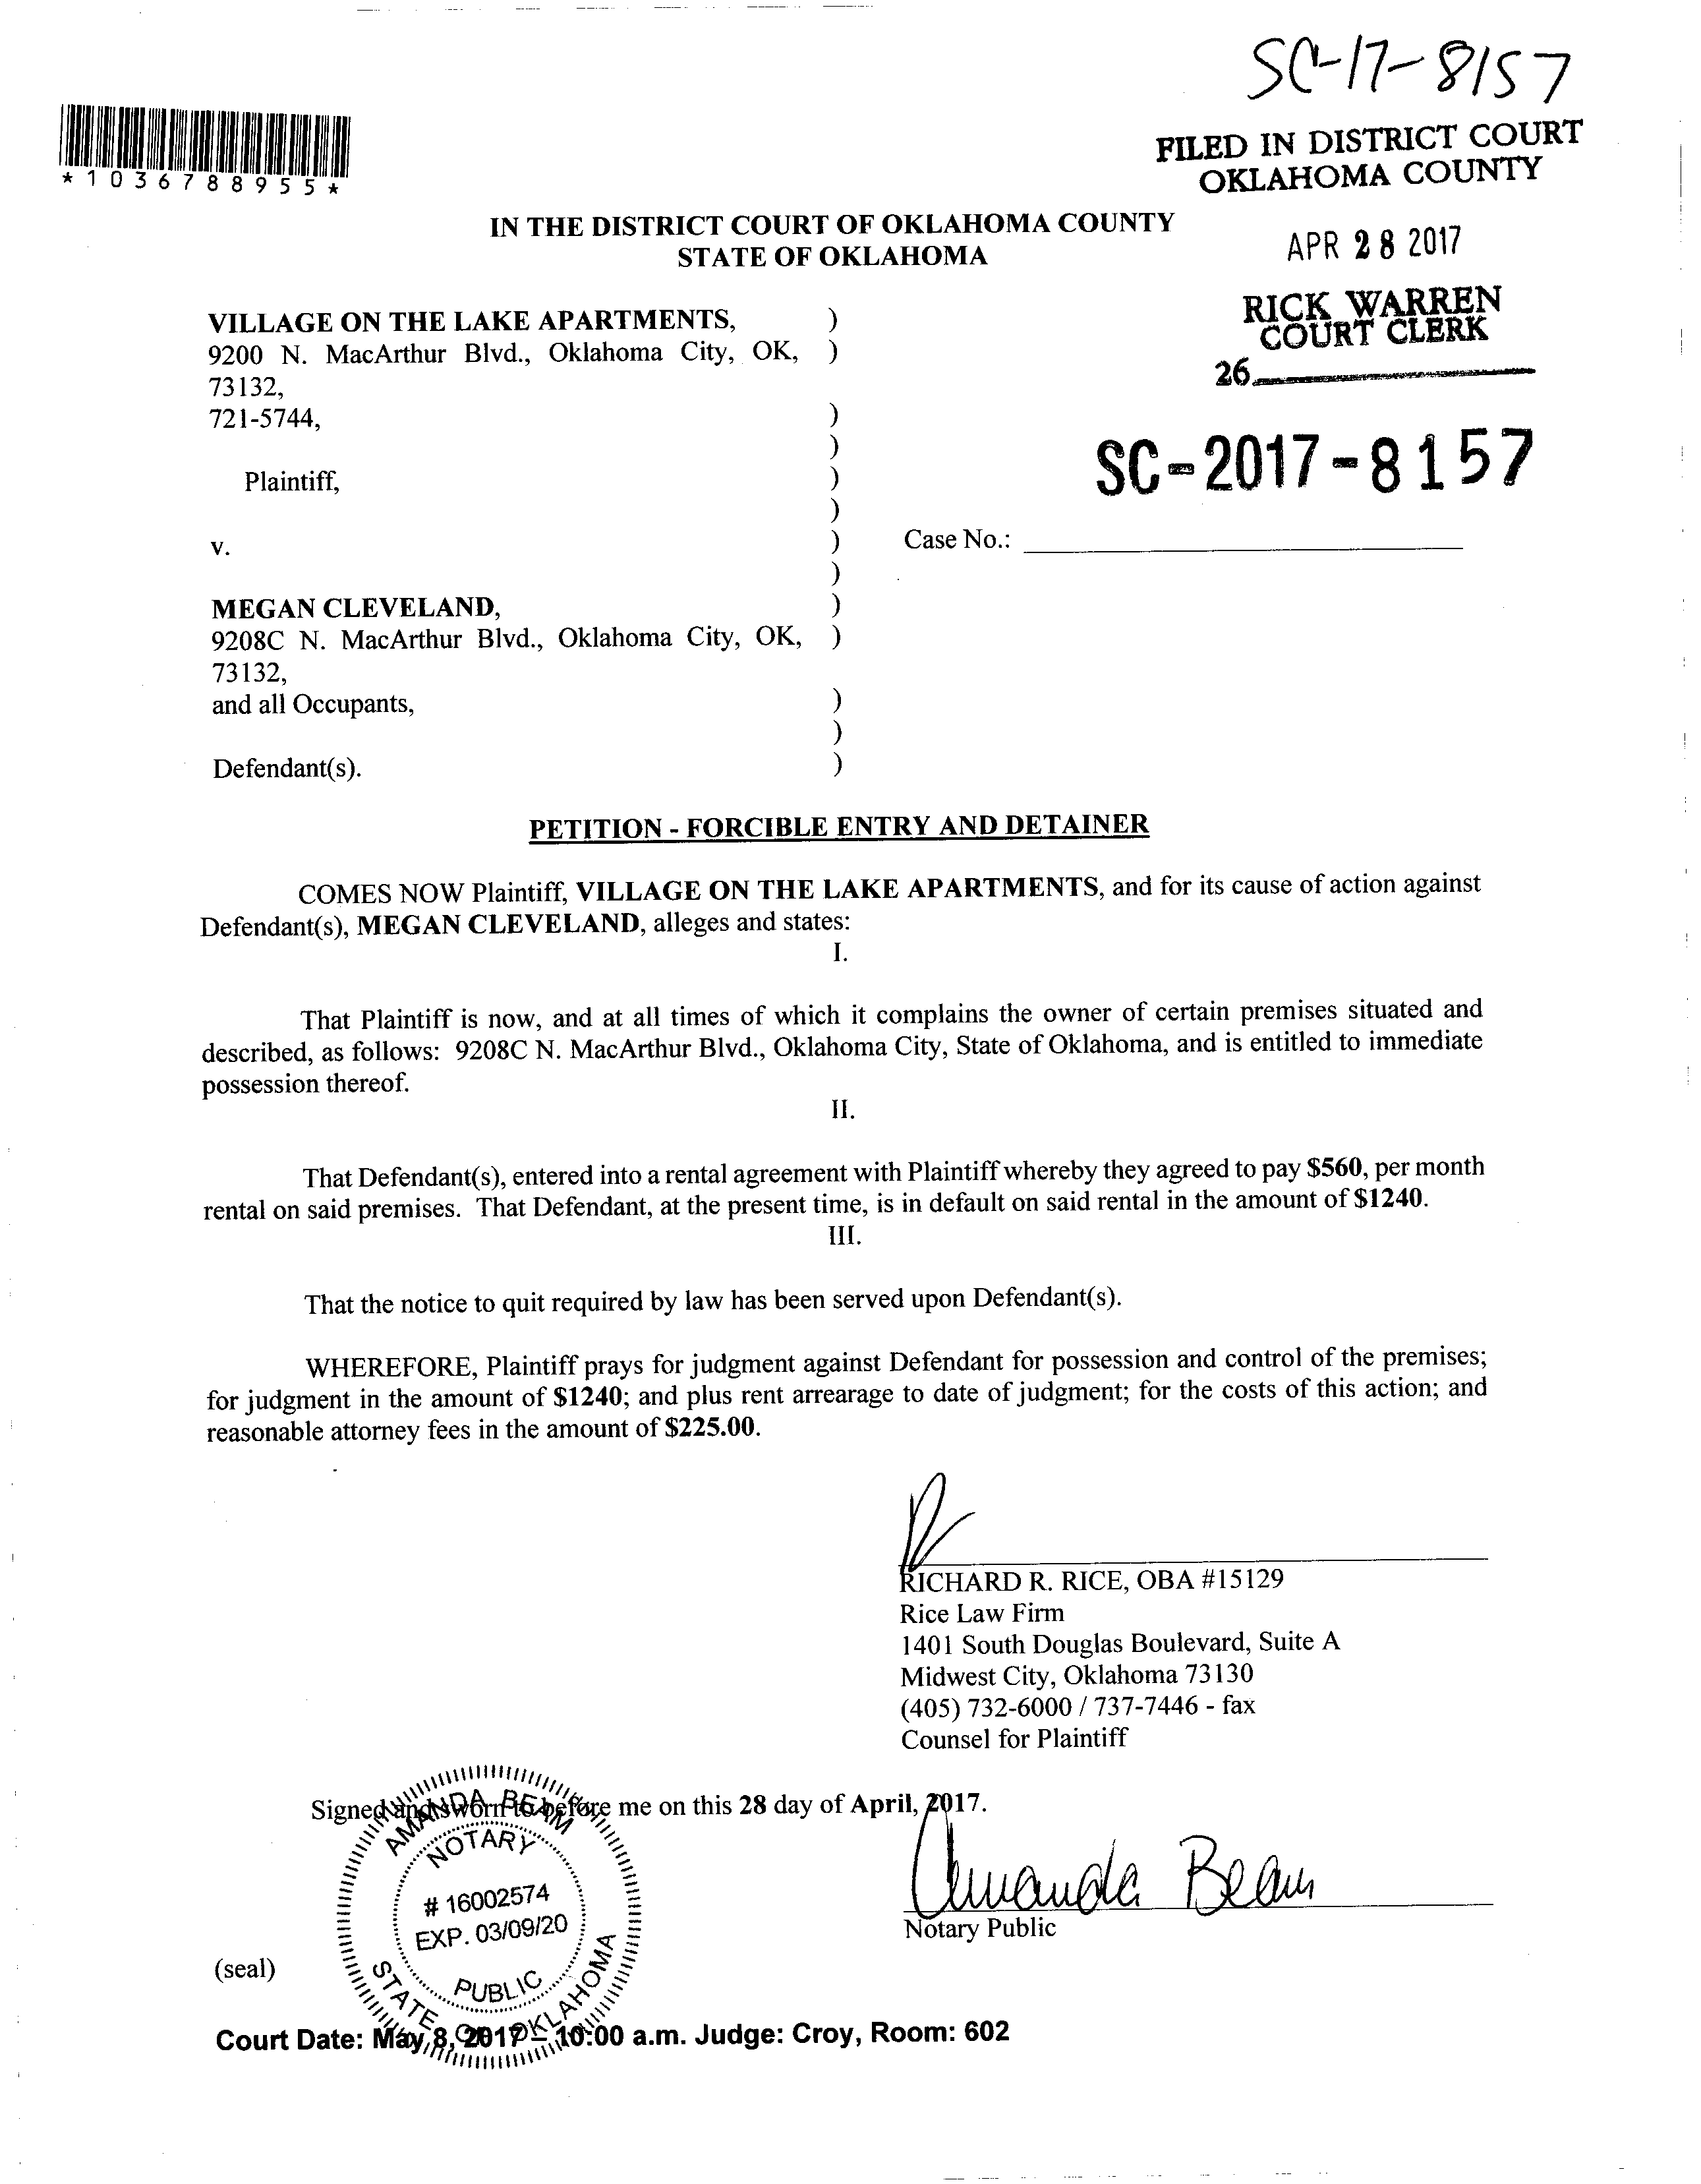 SC-17-8157
FILED IN DISTRICT COURT
OKLAHOMA COUNTY
*1036788955*
IN THE DISTRICT COURT OF OKLAHOMA COUNTY
STATE OF OKLAHOMA
APR 28 2017
RICK WARREN
COURT CLERK
26
VILLAGE ON THE LAKE APARTMENTS, )
9200 N. MacArthur Blvd., Oklahoma City, OK, )
73132,
721-5744, )
)
Plaintiff, )
)
SC-2017-8157
v. ) Case No.:
)
MEGAN CLEVELAND, )
9208C N. MacArthur Blvd., Oklahoma City, OK, )
73132,
and all Occupants, )
)
Defendant(s). )
PETITION - FORCIBLE ENTRY AND DETAINER
COMES NOW Plaintiff, VILLAGE ON THE LAKE APARTMENTS, and for its cause of action against
Defendant(s), MEGAN CLEVELAND, alleges and states:
I.
That Plaintiff is now, and at all times of which it complains the owner of certain premises situated and
described, as follows: 9208C N. MacArthur Blvd., Oklahoma City, State of Oklahoma, and is entitled to immediate
possession thereof.
II.
That Defendant(s), entered into a rental agreement with Plaintiff whereby they agreed to pay $560, per month
rental on said premises. That Defendant, at the present time, is in default on said rental in the amount of $1240.
III.
That the notice to quit required by law has been served upon Defendant(s).
WHEREFORE, Plaintiff prays for judgment against Defendant for possession and control of the premises;
for judgment in the amount of $1240; and plus rent arrearage to date of judgment; for the costs of this action; and
reasonable attorney fees in the amount of $225.00.
RICHARD R. RICE, OBA #15129
Rice Law Firm
1401 South Douglas Boulevard, Suite A
Midwest City, Oklahoma 73130
(405) 732-6000 / 737-7446 - fax
Counsel for Plaintiff
Signed and sworn to before me on this 28 day of April, 2017.
AMANDA BEAM
NOTARY
# 16002574
EXP. 03/09/20
PUBLIC
STATE OF OKLAHOMA
Amanda Beam
Notary Public
(seal)
Court Date: May 8, 2017 - 10:00 a.m. Judge: Croy, Room: 602